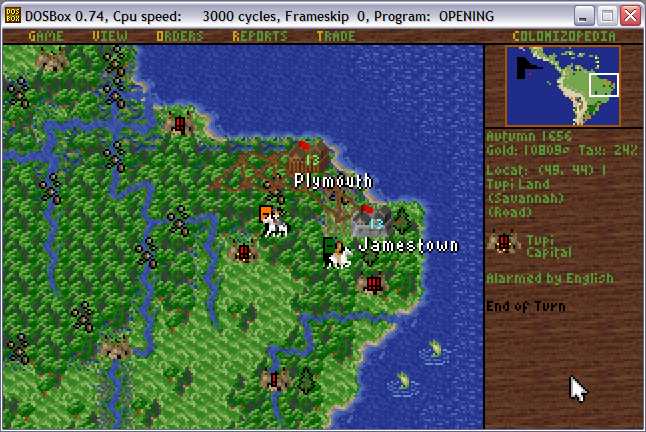 DOSBox 0.74, Cpu speed: 3000 cycles, Frameskip 0, Program: OPENING
GAME VIEW ORDERS REPORTS TRADE COLONIZOPEDIA
13
Plymouth
13
Jamestown
Autumn 1656
Gold: 10809¢ Tax: 24%
Locat: (49, 44) 1
Tupi Land
(Savannah)
(Road)
Tupi
Capital
Alarmed by English
End of Turn